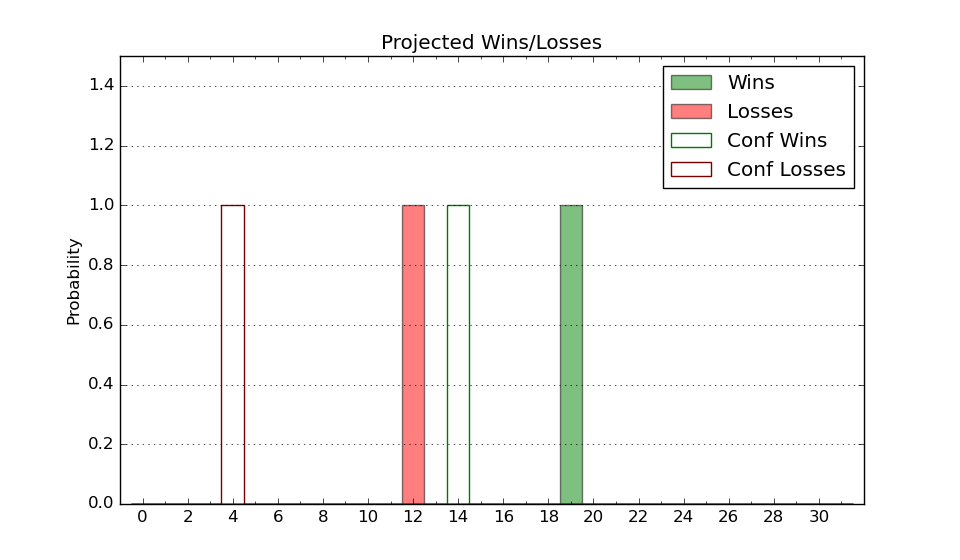 Projected Wins/Losses
Wins
Losses
Conf Wins
Conf Losses
Probability
1.4
1.2
1.0
0.8
0.6
0.4
0.2
0.0
0 2 4 6 8 10 12 14 16 18 20 22 24 26 28 30